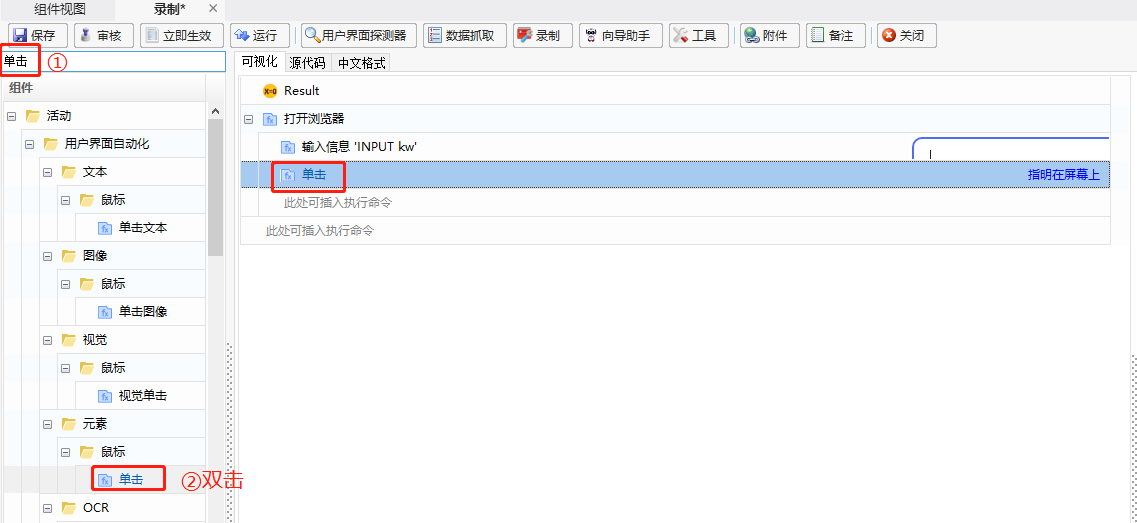 组件视图 录制*
保存 审核 立即生效 运行 用户界面探测器 数据抓取 录制 向导助手 工具 附件 备注 关闭
单击 ①
可视化 源代码 中文格式
组件
Result
活动
打开浏览器
用户界面自动化
输入信息 'INPUT kw'
文本
单击 指明在屏幕上
鼠标
此处可插入执行命令
单击文本
此处可插入执行命令
图像
鼠标
单击图像
视觉
鼠标
视觉单击
元素
鼠标
单击 ②双击
OCR